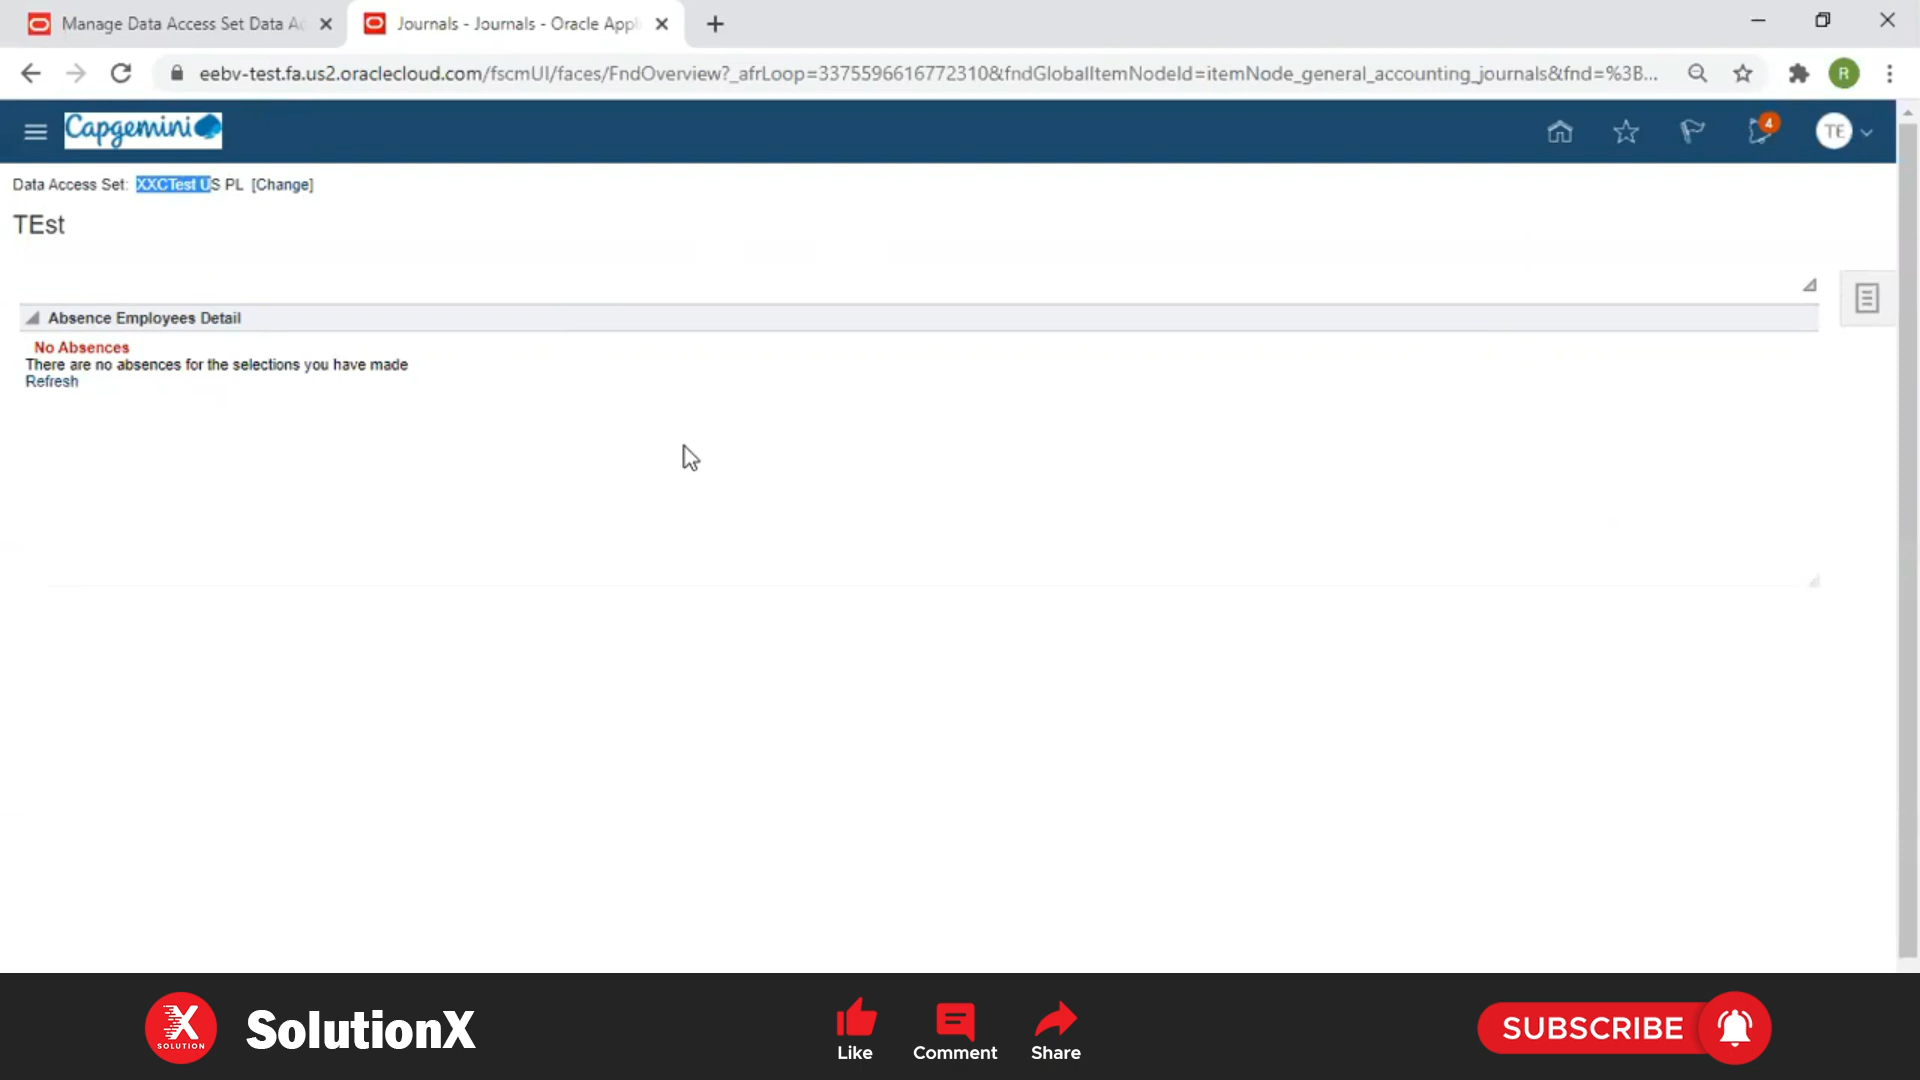 Manage Data Access Set Data Ac
Journals - Journals - Oracle Appli
eebv-test.fa.us2.oraclecloud.com/fscmUI/faces/FndOverview?_afrLoop=3375596616772310&fndGlobalItemNodeId=itemNode_general_accounting_journals&fnd=%3B...
R
Capgemini
4
TE
Data Access Set: XXCTest US PL [Change]
TEst
Absence Employees Detail
No Absences
There are no absences for the selections you have made
Refresh
X
SOLUTION
SolutionX
Like
Comment
Share
SUBSCRIBE